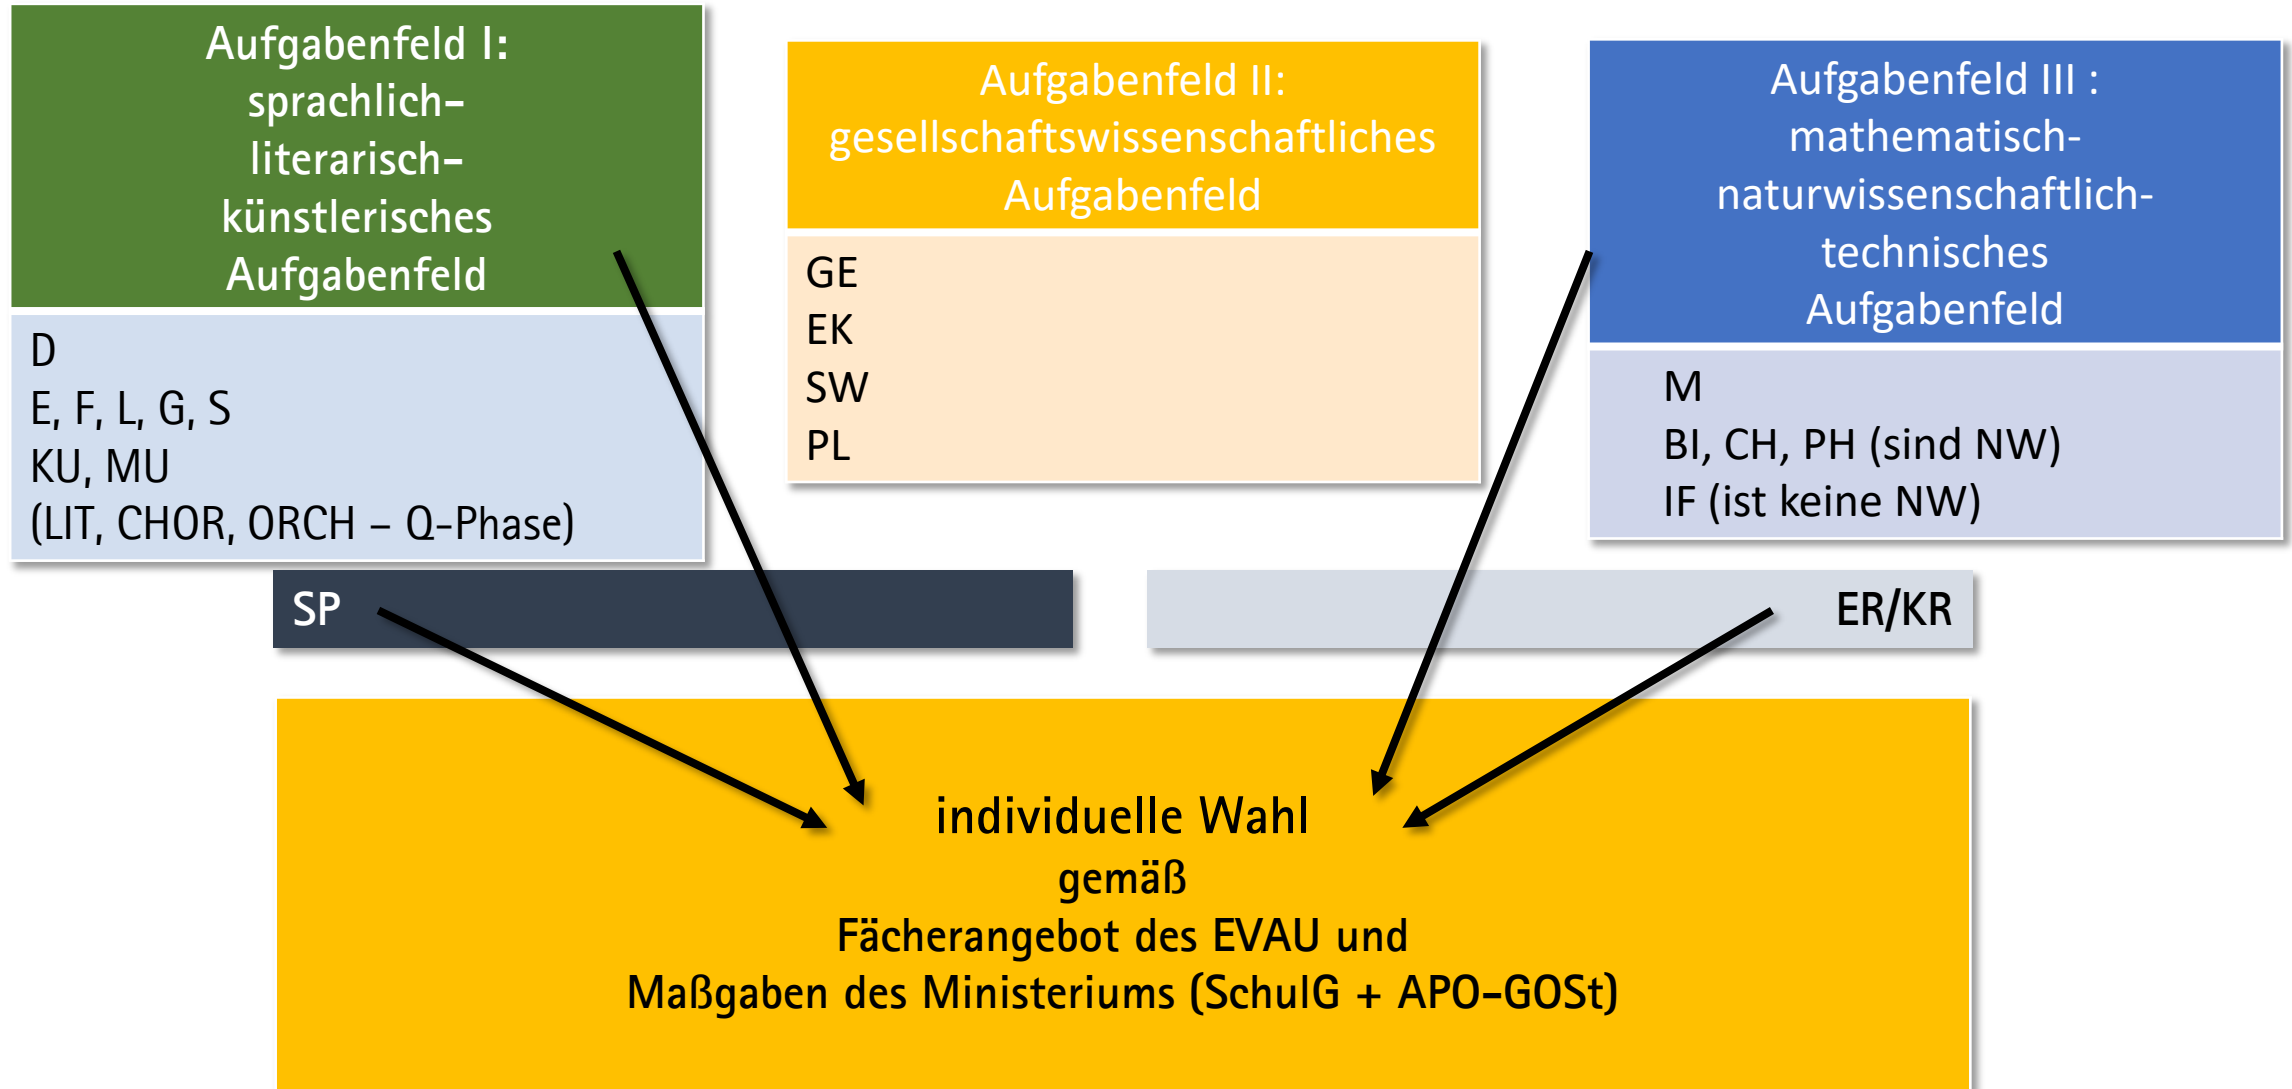 Aufgabenfeld I:
sprachlich-
literarisch-
künstlerisches
Aufgabenfeld
D
E, F, L, G, S
KU, MU
(LIT, CHOR, ORCH – Q-Phase)
Aufgabenfeld II:
gesellschaftswissenschaftliches
Aufgabenfeld
GE
EK
SW
PL
Aufgabenfeld III :
mathematisch-
naturwissenschaftlich-
technisches
Aufgabenfeld
M
BI, CH, PH (sind NW)
IF (ist keine NW)
SP
ER/KR
individuelle Wahl
gemäß
Fächerangebot des EVAU und
Maßgaben des Ministeriums (SchulG + APO-GOSt)